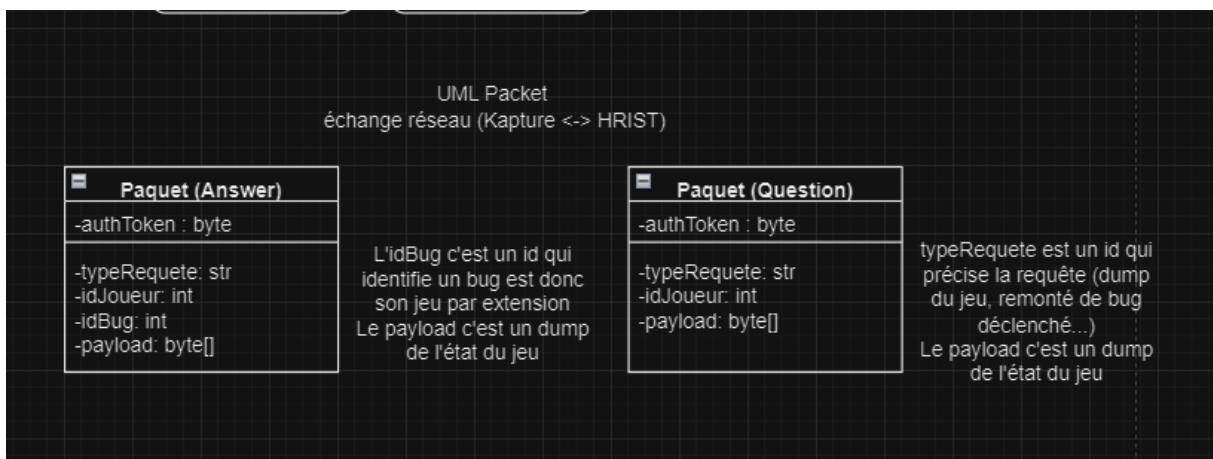 UML Packet
échange réseau (Kapture <-> HRIST)
Paquet (Answer)
-authToken : byte
-typeRequete: str
-idJoueur: int
-idBug: int
-payload: byte[]
L'idBug c'est un id qui
identifie un bug est donc
son jeu par extension
Le payload c'est un dump
de l'état du jeu
Paquet (Question)
-authToken : byte
-typeRequete: str
-idJoueur: int
-payload: byte[]
typeRequete est un id qui
précise la requête (dump
du jeu, remonté de bug
déclenché...)
Le payload c'est un dump
de l'état du jeu